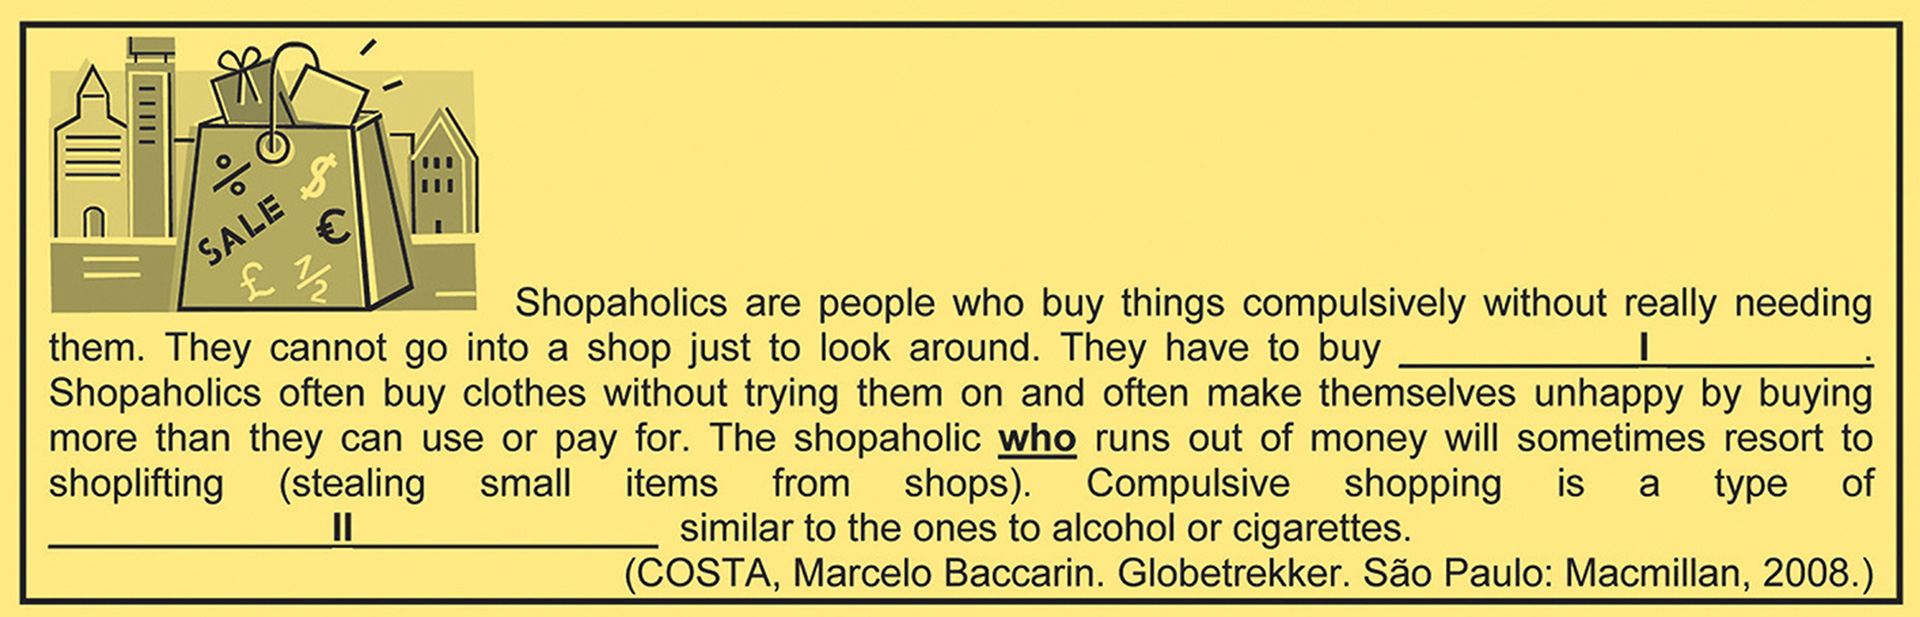 %
$
SALE
€
£
1/2
Shopaholics are people who buy things compulsively without really needing
them. They cannot go into a shop just to look around. They have to buy ____________I____________.
Shopaholics often buy clothes without trying them on and often make themselves unhappy by buying
more than they can use or pay for. The shopaholic who runs out of money will sometimes resort to
shoplifting (stealing small items from shops). Compulsive shopping is a type of
____________II____________ similar to the ones to alcohol or cigarettes.
(COSTA, Marcelo Baccarin. Globetrekker. São Paulo: Macmillan, 2008.)